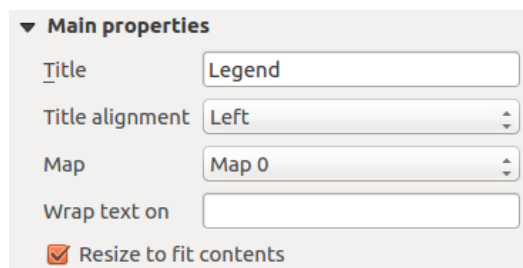 Main properties
Title Legend
Title alignment Left
Map Map 0
Wrap text on
Resize to fit contents